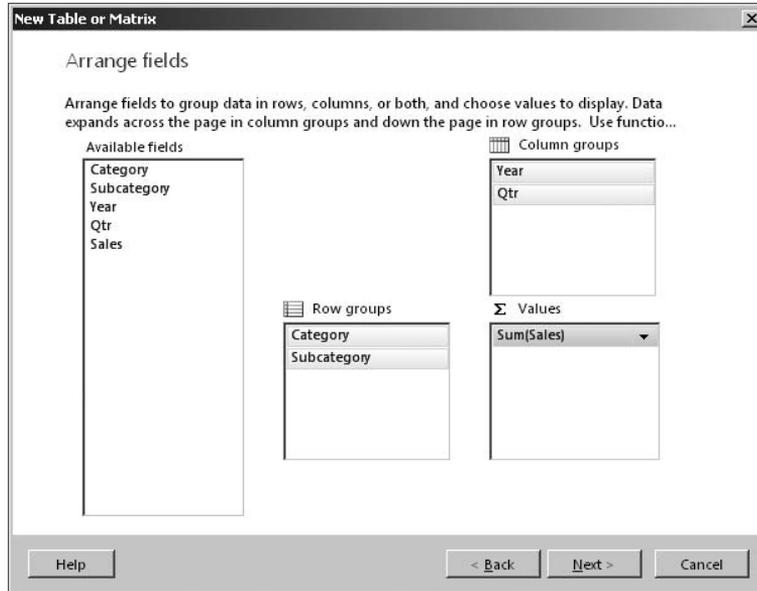 New Table or Matrix
Arrange fields
Arrange fields to group data in rows, columns, or both, and choose values to display. Data
expands across the page in column groups and down the page in row groups. Use functio...
Available fields
Category
Subcategory
Year
Qtr
Sales
Column groups
Year
Qtr
Row groups
Category
Subcategory
Σ Values
Sum(Sales)
Help
< Back
Next >
Cancel